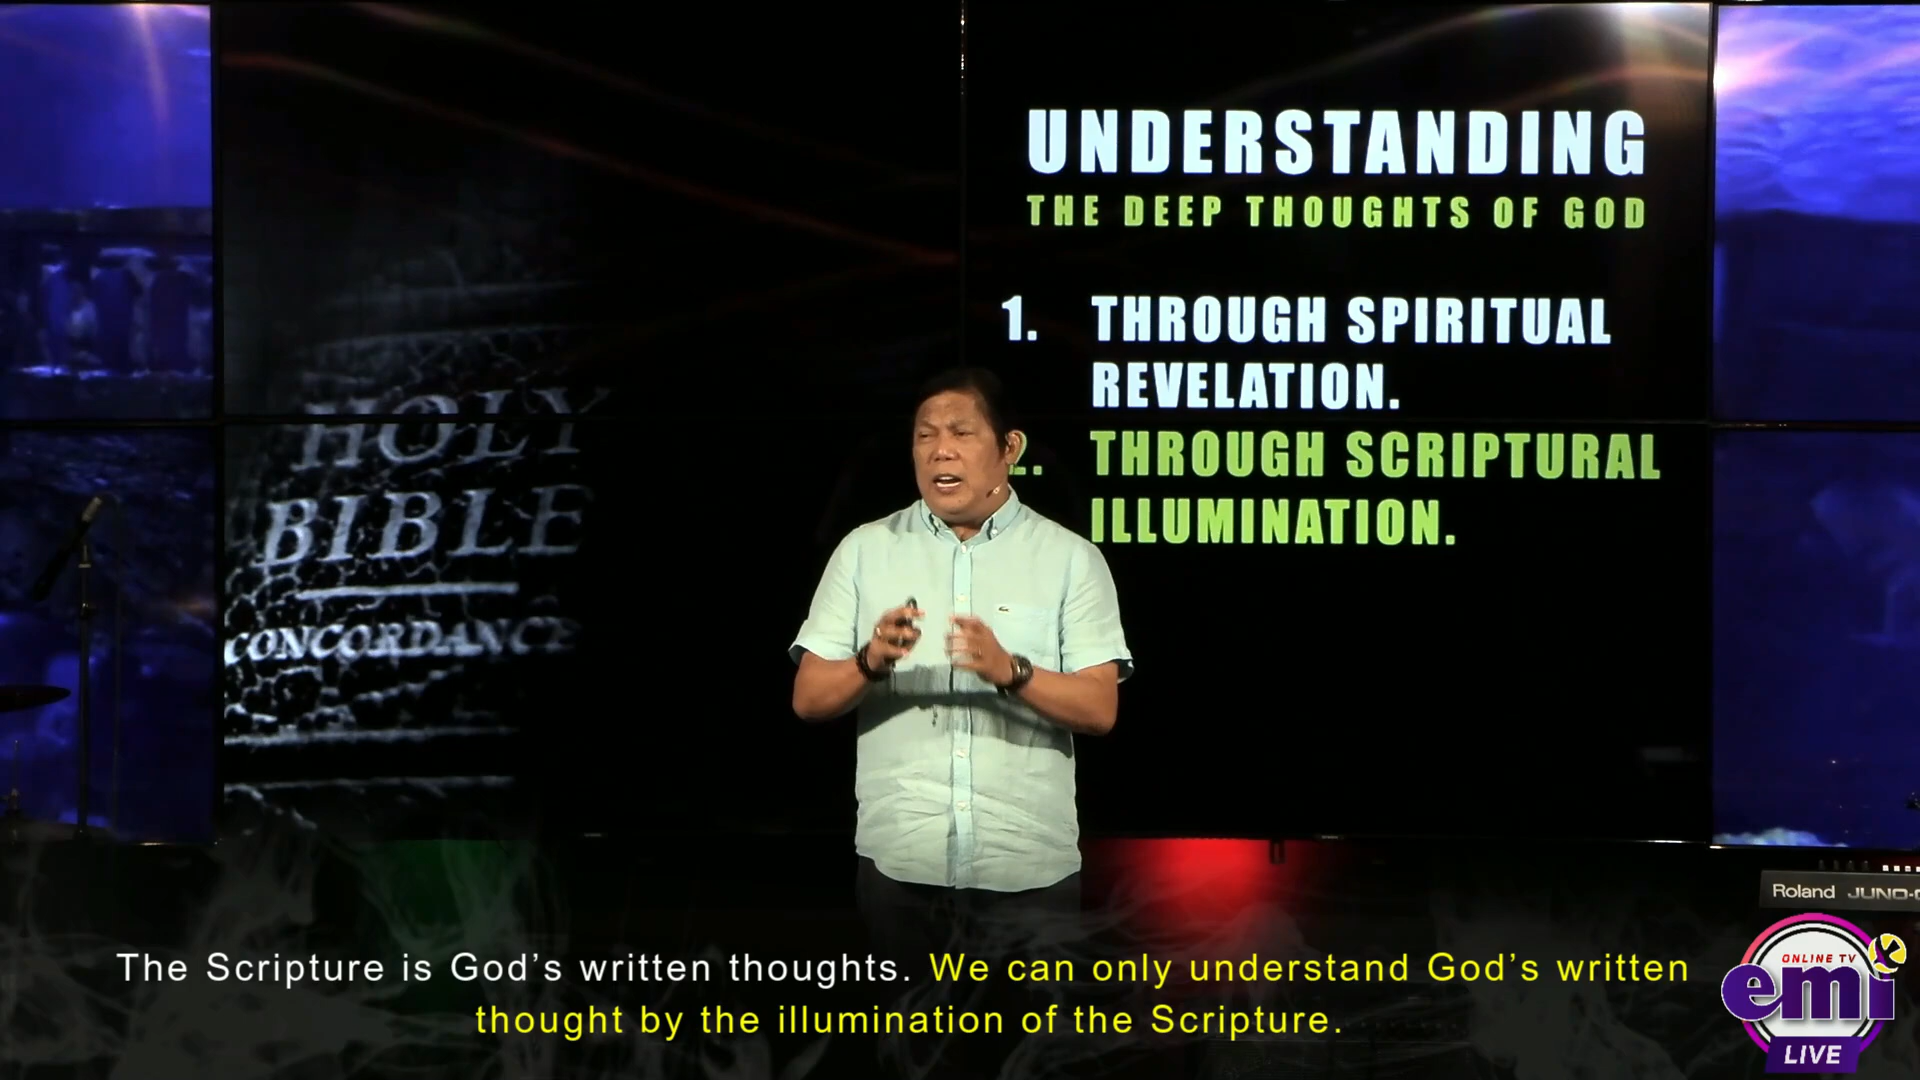 UNDERSTANDING
THE DEEP THOUGHTS OF GOD
1. THROUGH SPIRITUAL
REVELATION.
2. THROUGH SCRIPTURAL
ILLUMINATION.
HOLY
BIBLE
CONCORDANCE
Roland JUNO-
The Scripture is God's written thoughts. We can only understand God's written
thought by the illumination of the Scripture.
ONLINE TV
emi
LIVE